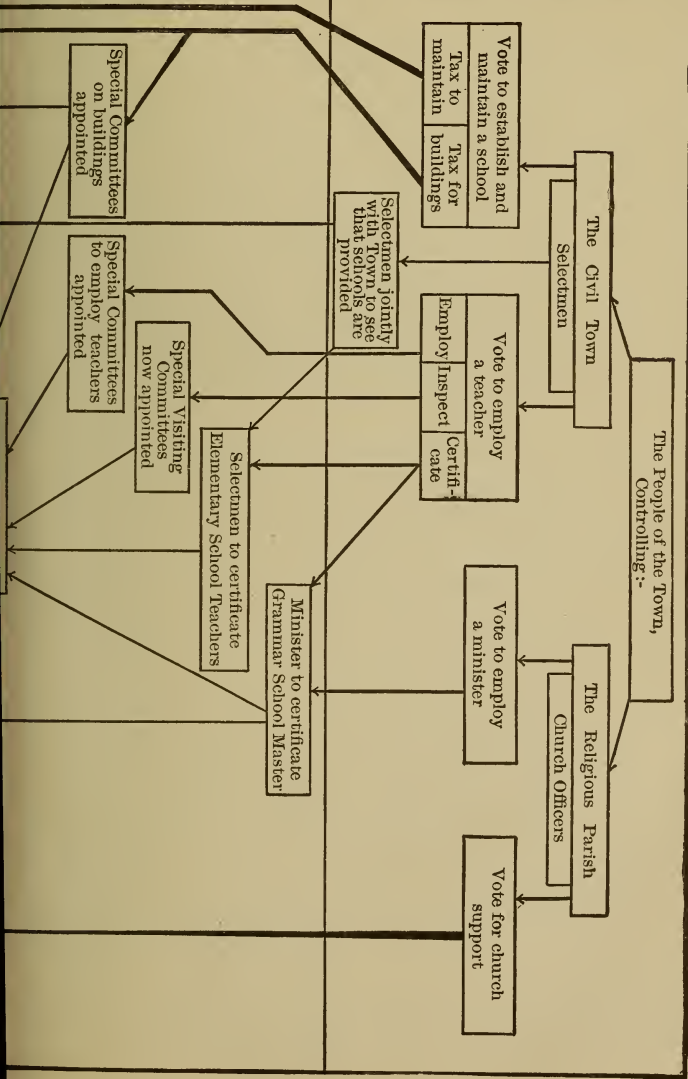 The People of the Town,
Controlling:-
The Civil Town
Selectmen
The Religious Parish
Church Officers
Vote to establish and
maintain a school
Tax to
maintain
Tax for
buildings
Vote to employ
a teacher
Employ
Inspect
Certifi-
cate
Vote to employ
a minister
Vote for church
support
Selectmen jointly
with Town to see
that schools are
provided
Minister to certificate
Grammar School Master
Selectmen to certificate
Elementary School Teachers
Special Visiting
Committees
now appointed
Special Committees
on buildings
appointed
Special Committees
to employ teachers
appointed